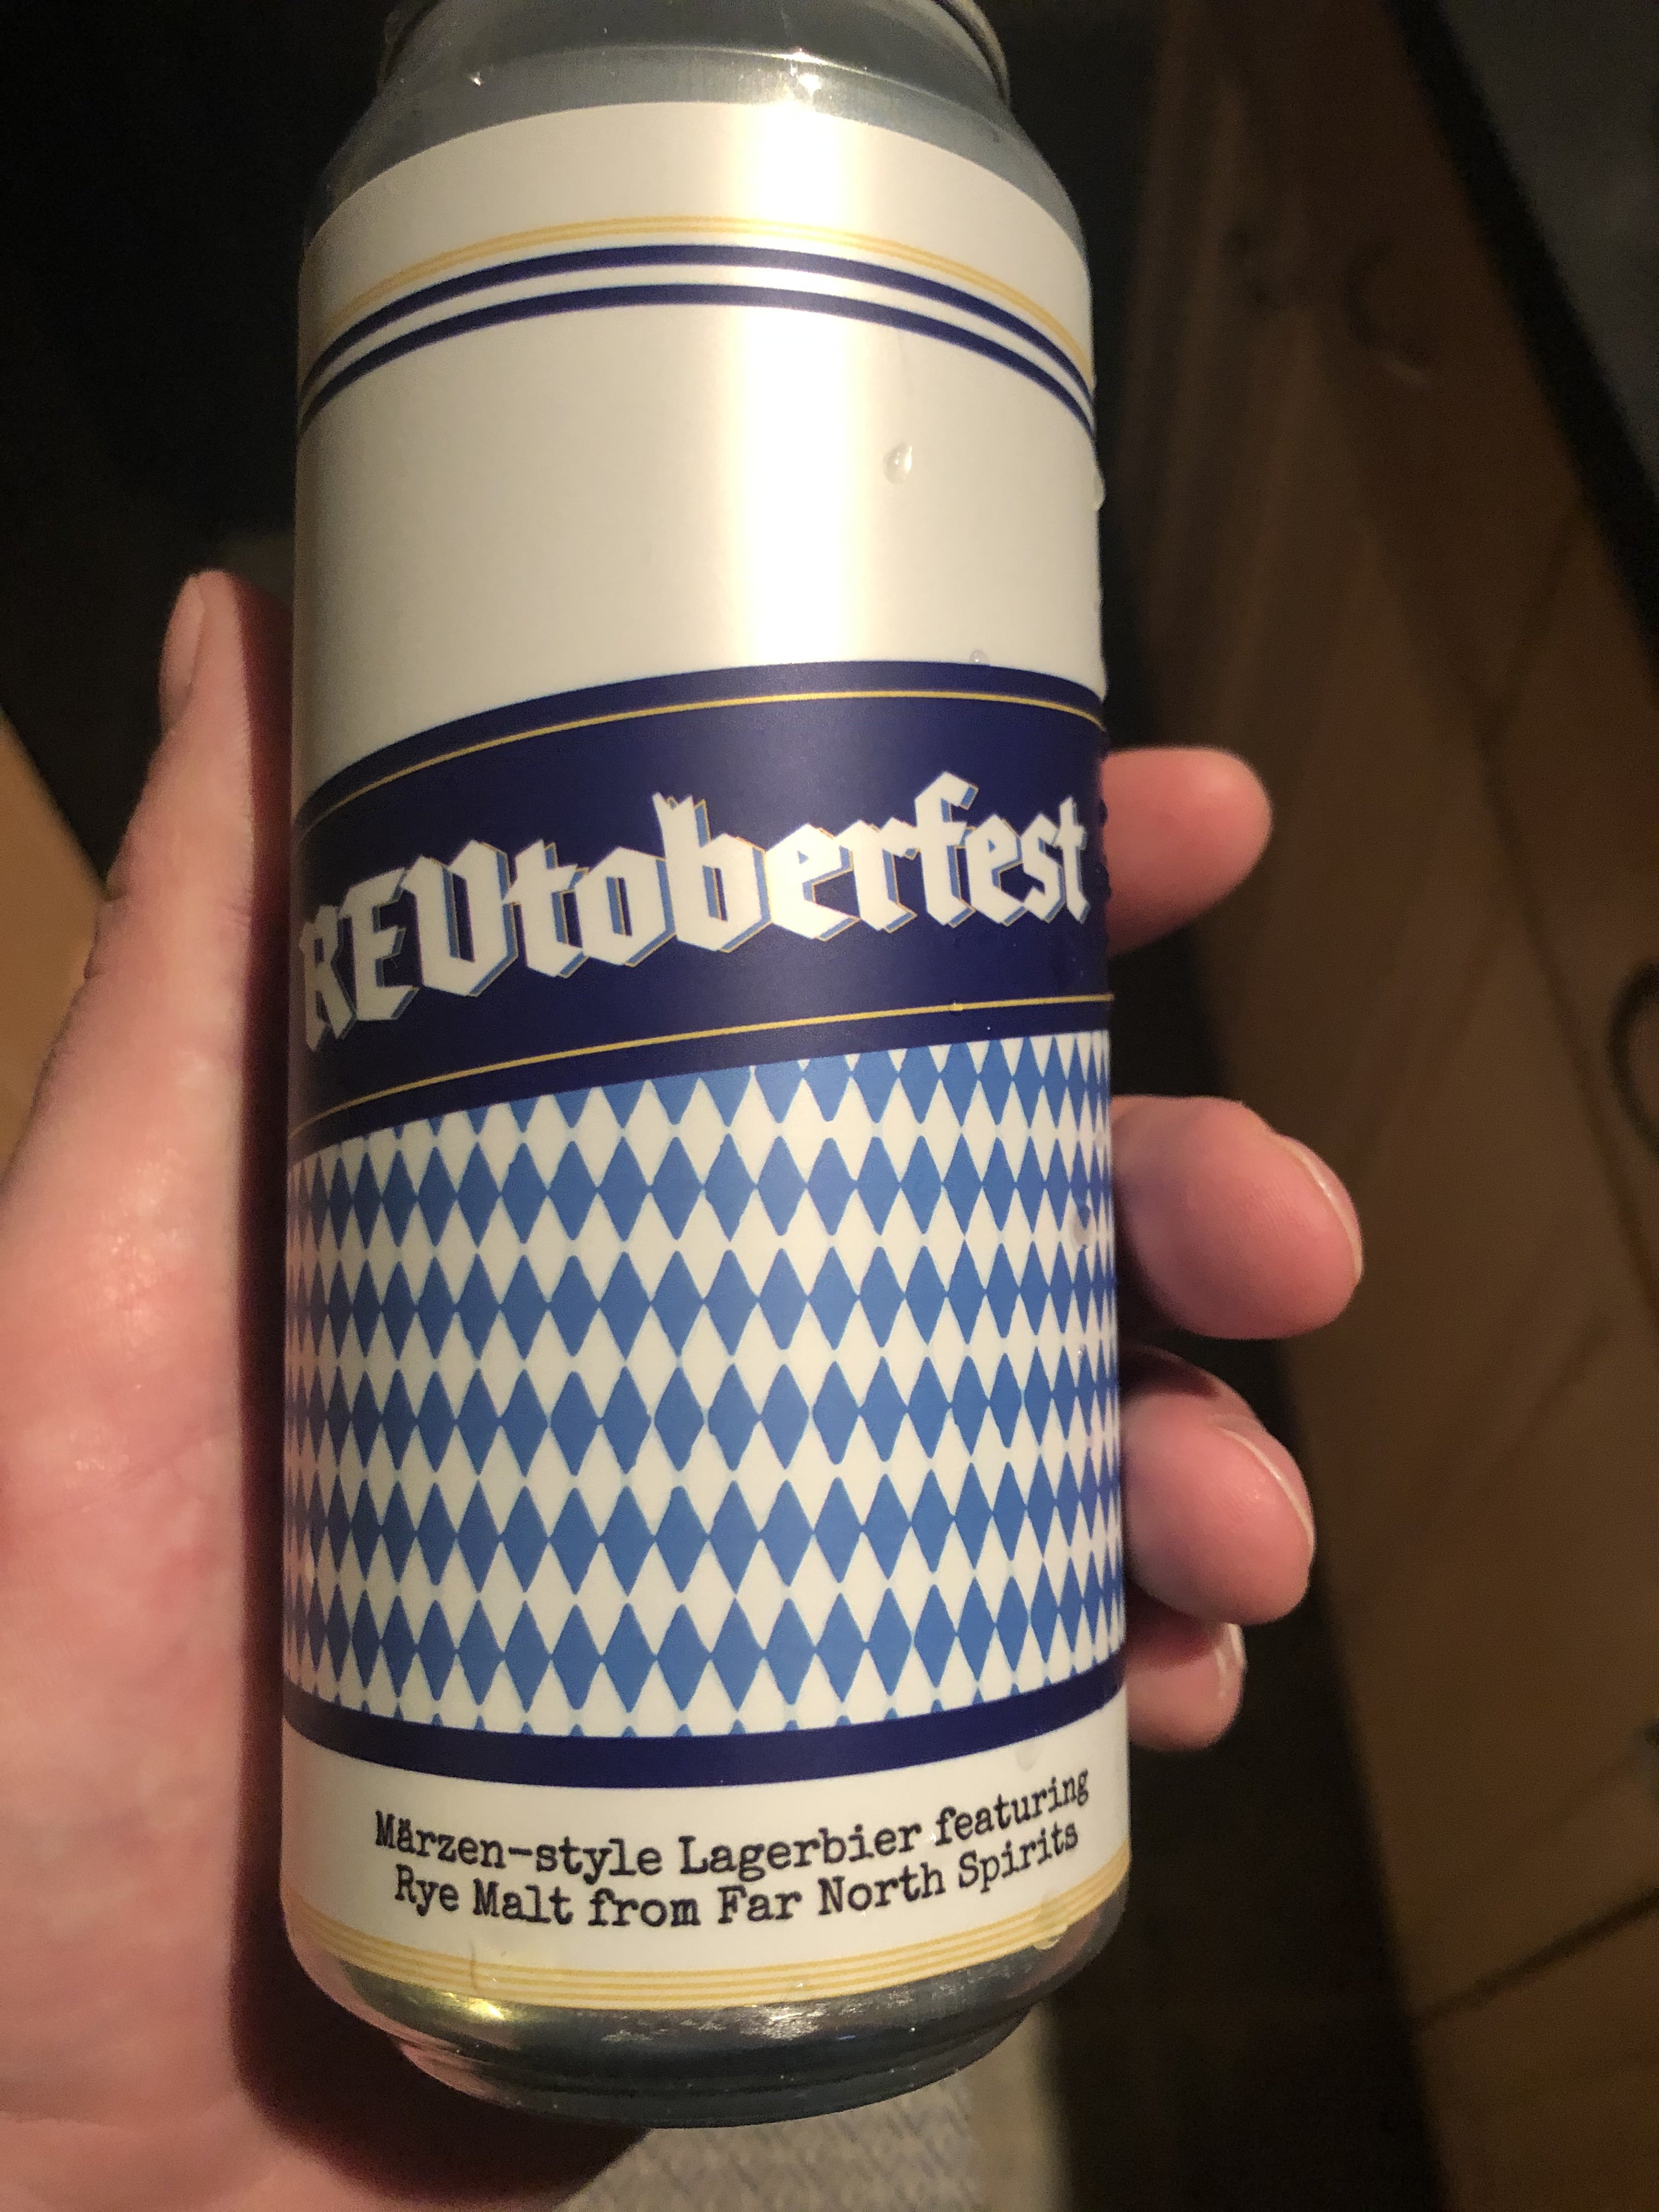 REVtoberfest
Märzen-style Lagerbier featuring
Rye Malt from Far North Spirits